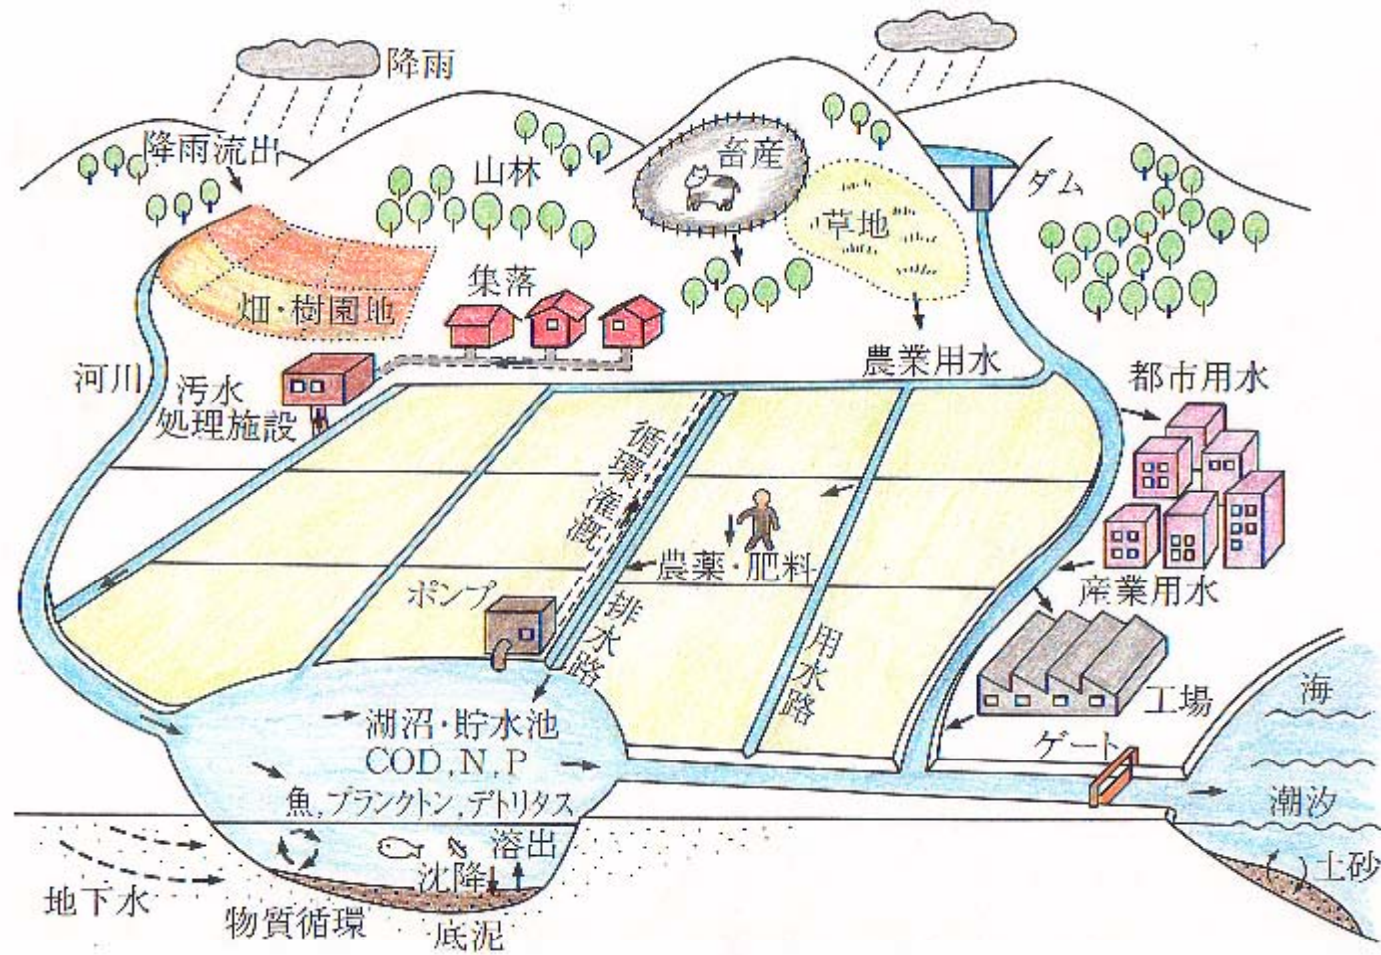 降雨
降雨流出
山林
畜産
草地
ダム
集落
畑・樹園地
河川
汚水
処理施設
農業用水
都市用水
循環灌漑
農薬・肥料
ポンプ
排水路
用水路
産業用水
工場
ゲート
海
潮汐
土砂
湖沼・貯水池
COD,N,P
魚,プランクトン,デトリタス
溶出
沈降
地下水
物質循環
底泥